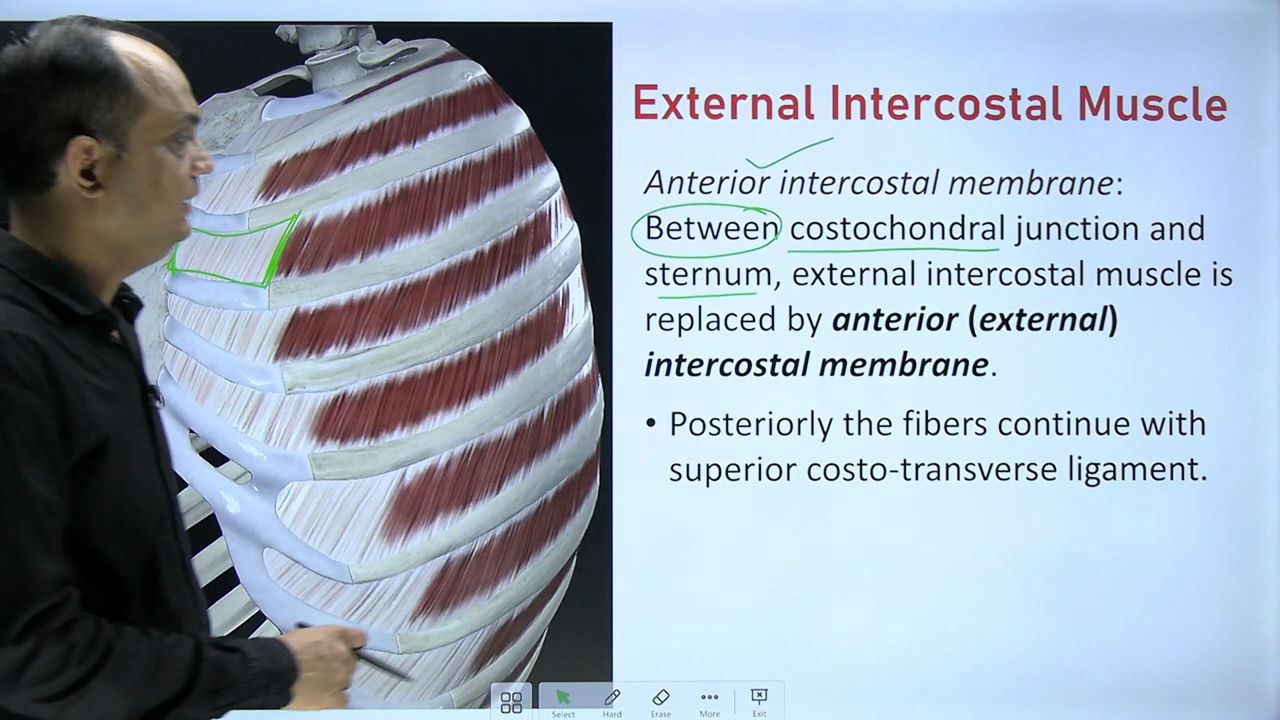 External Intercostal Muscle
Anterior intercostal membrane:
Between costochondral junction and
sternum, external intercostal muscle is
replaced by anterior (external)
intercostal membrane.
• Posteriorly the fibers continue with
superior costo-transverse ligament.
Select Hard Erase More Exit